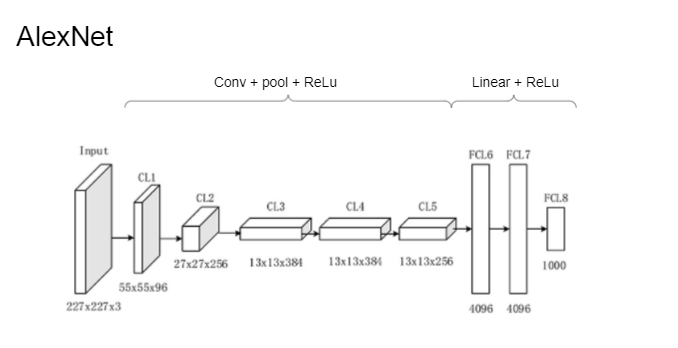 AlexNet
Conv + pool + ReLu
Linear + ReLu
Input
CL1
CL2
CL3
CL4
CL5
FCL6
FCL7
FCL8
227x227x3
55x55x96
27x27x256
13x13x384
13x13x384
13x13x256
4096
4096
1000